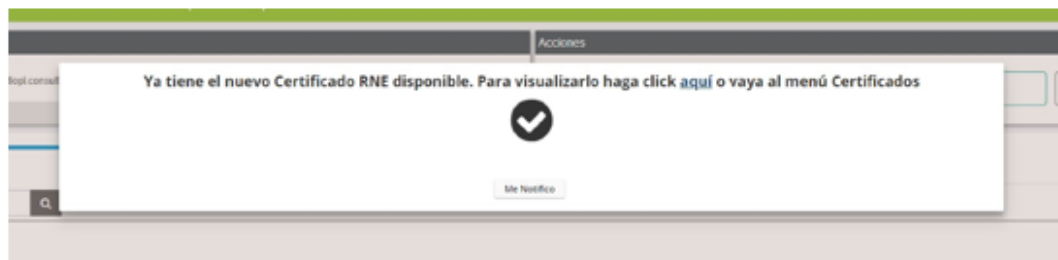 Acciones
Ya tiene el nuevo Certificado RNE disponible. Para visualizarlo haga click aquí o vaya al menú Certificados
Me Notifico